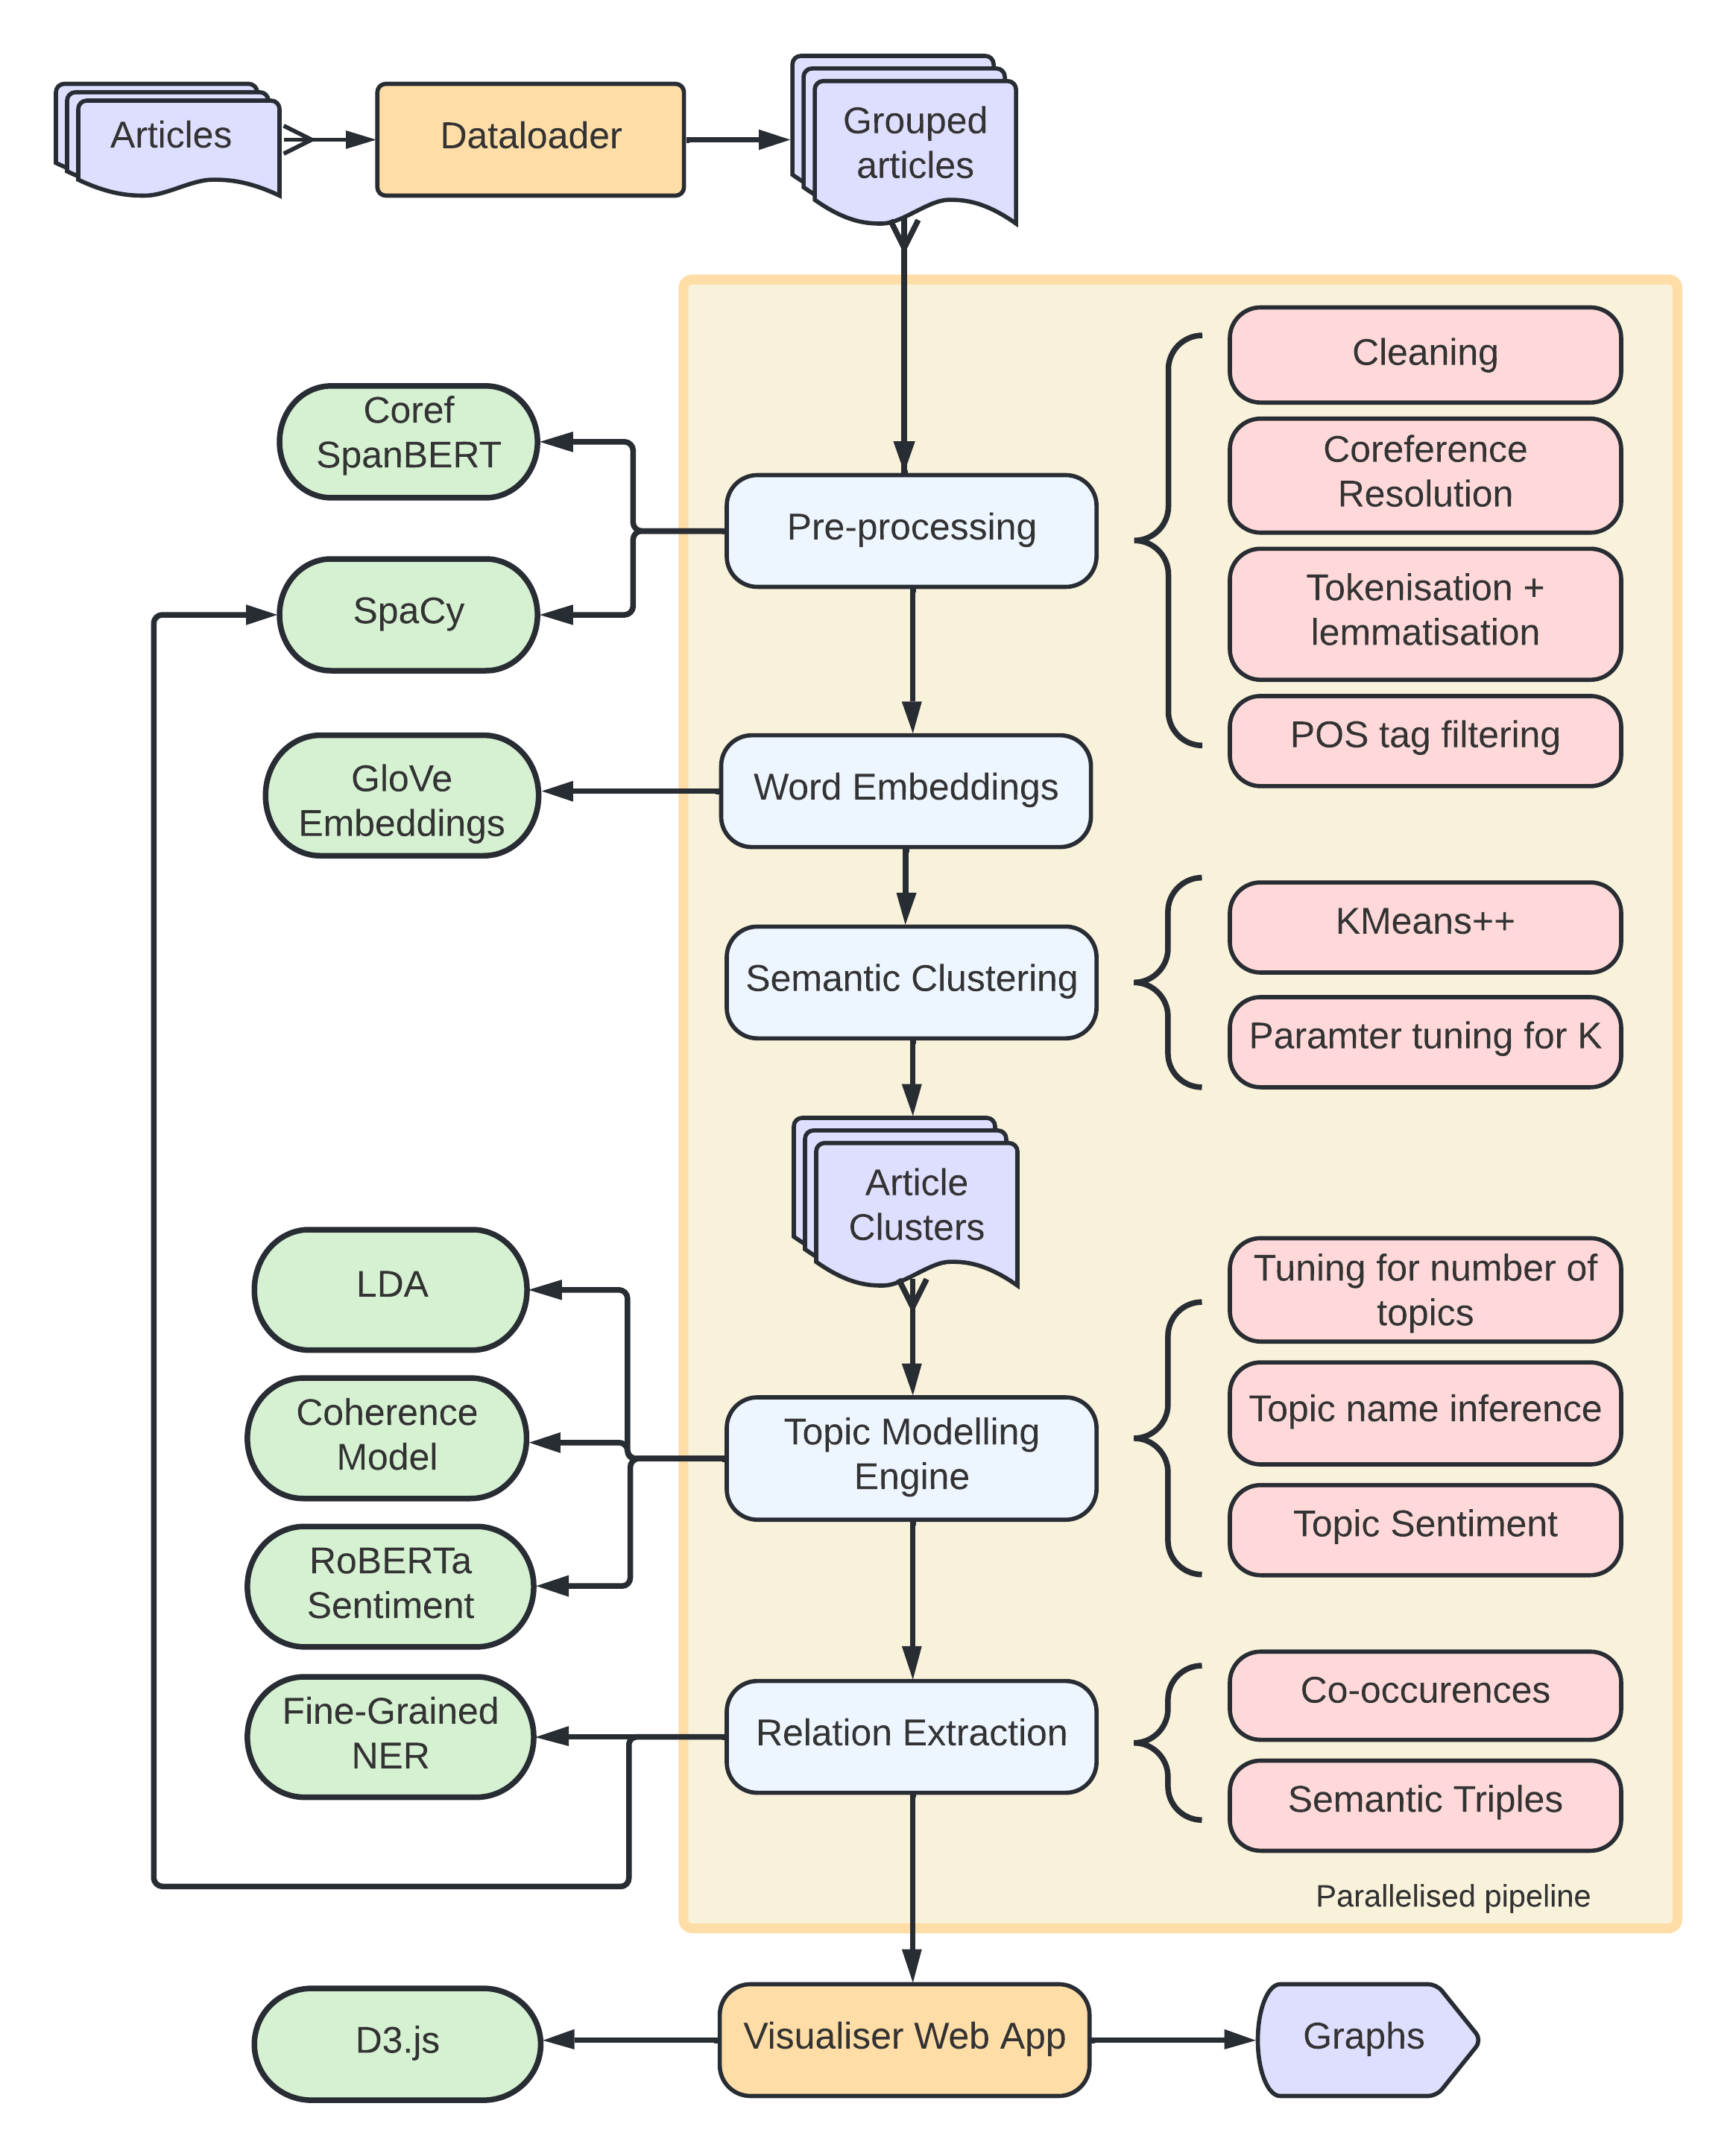 Articles
Dataloader
Grouped
articles
Cleaning
Coref
SpanBERT
Coreference
Resolution
Pre-processing
SpaCy
Tokenisation +
lemmatisation
POS tag filtering
GloVe
Embeddings
Word Embeddings
KMeans++
Semantic Clustering
Paramter tuning for K
Article
Clusters
LDA
Tuning for number of
topics
Coherence
Model
Topic Modelling
Engine
Topic name inference
RoBERTa
Sentiment
Topic Sentiment
Fine-Grained
NER
Relation Extraction
Co-occurences
Semantic Triples
Parallelised pipeline
D3.js
Visualiser Web App
Graphs